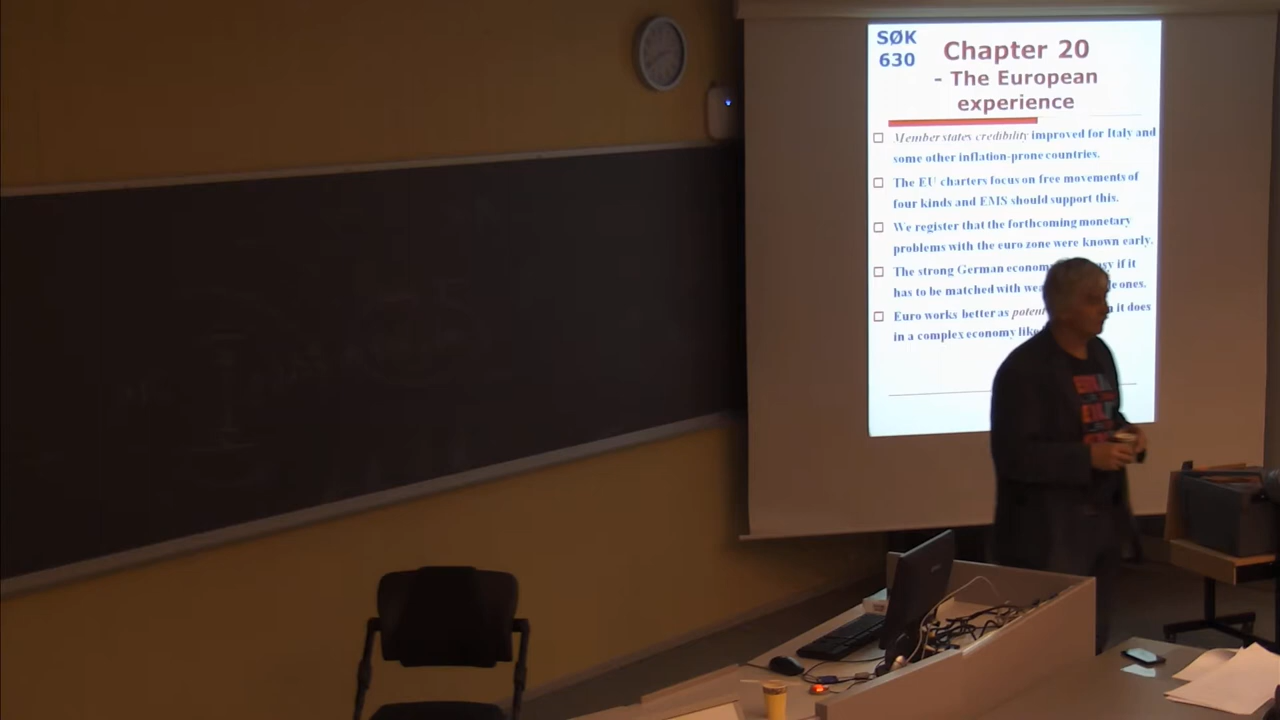 SØK
630
Chapter 20
- The European
experience
Member states credibility improved for Italy and
some other inflation-prone countries.
The EU charters focus on free movements of
four kinds and EMS should support this.
We register that the forthcoming monetary
problems with the euro zone were known early.
The strong German if it
has to be matched with ones.
Euro works better as it does
in a complex economy